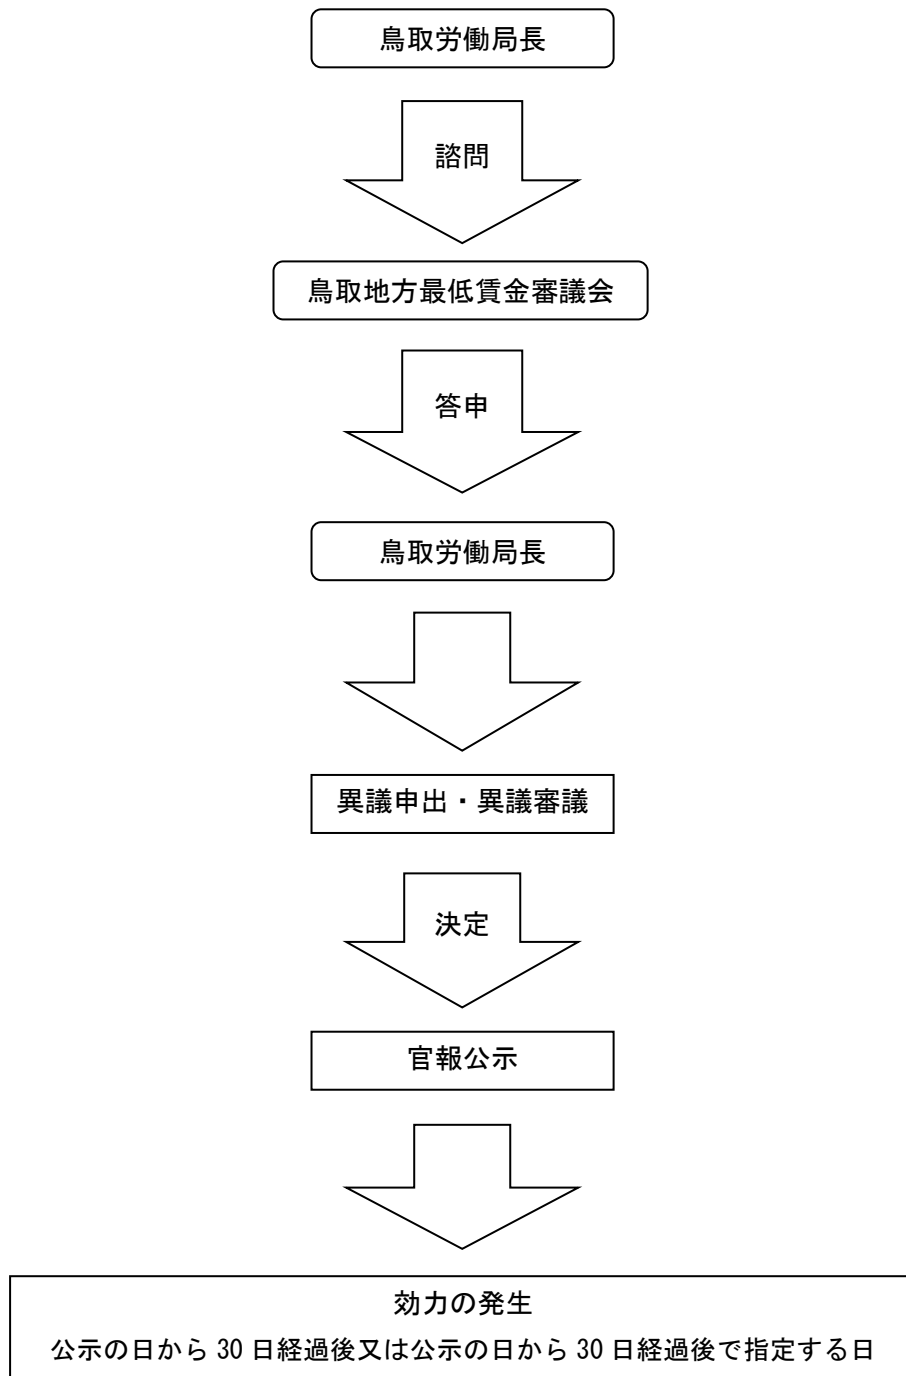 鳥取労働局長
諮問
鳥取地方最低賃金審議会
答申
鳥取労働局長
異議申出・異議審議
決定
官報公示
効力の発生
公示の日から 30 日経過後又は公示の日から 30 日経過後で指定する日